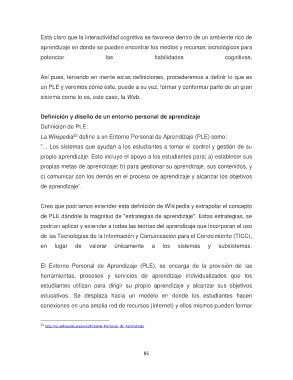 Está claro que la interactividad cognitiva se favorece dentro de un ambiente rico de
aprendizaje en donde se pueden encontrar los medios y recursos tecnológicos para
potenciar las habilidades cognitivas.
Así pues, teniendo en mente estas definiciones, procederemos a definir lo que es
un PLE y veremos cómo este, puede a su vez, formar y conformar parte de un gran
sistema como lo es, este caso, la Web.
Definición y diseño de un entorno personal de aprendizaje
Definición de PLE:
La Wikipedia²³ define a un Entorno Personal de Aprendizaje (PLE) como:
"... Los sistemas que ayudan a los estudiantes a tomar el control y gestión de su
propio aprendizaje. Esto incluye el apoyo a los estudiantes para: a) establecer sus
propias metas de aprendizaje; b) para gestionar su aprendizaje, sus contenidos, y
c) comunicar con los demás en el proceso de aprendizaje y alcanzar los objetivos
de aprendizaje".
Creo que podríamos extender esta definición de Wikipedia y extrapolar el concepto
de PLE dándole la magnitud de "estrategias de aprendizaje". Estas estrategias, se
podrían aplicar y extender a todas las teorías del aprendizaje que incorporan el uso
de las Tecnologías de la Información y Comunicación para el Conocimiento (TICC),
en lugar de valorar únicamente a los sistemas y subsistemas.
El Entorno Personal de Aprendizaje (PLE), se encarga de la provisión de las
herramientas, procesos y servicios de aprendizaje individualizados que los
estudiantes utilizan para dirigir su propio aprendizaje y alcanzar sus objetivos
educativos. Se desplaza hacia un modelo en donde los estudiantes hacen
conexiones en una amplia red de recursos (Internet) y ellos mismos pueden formar
http://es.wikipedia.org/wiki/Entorno_Personal_de_Aprendizaje